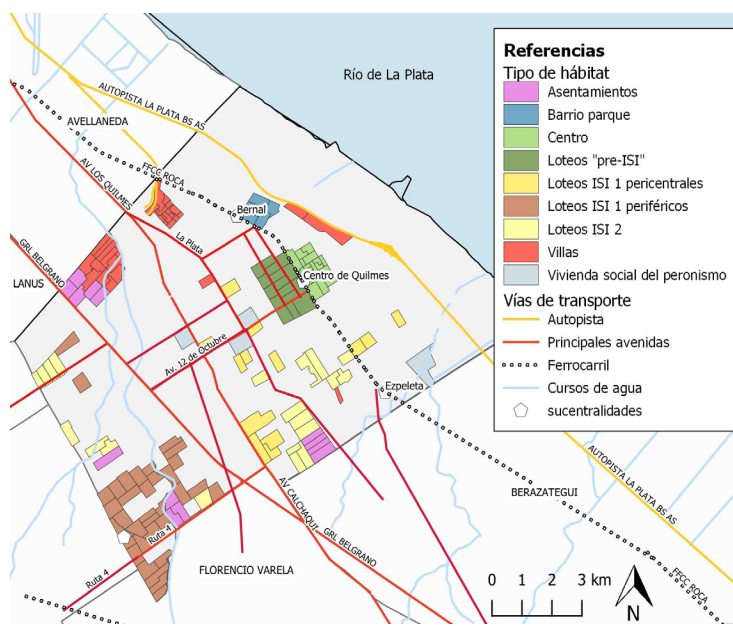 Río de La Plata
AUTOPISTA LA PLATA BS AS
AVELLANEDA
FFCC ROCA
AV LOS QUILMES
Bernal
La Plata
GRL BELGRANO
LANUS
Centro de Quilmes
Av. 12 de Octubre
Ezpeleta
AUTOPISTA LA PLATA BS AS
BERAZATEGUI
AV CALCHAQUI
GRL BELGRANO
Ruta 4
Ruta 4
FLORENCIO VARELA
FFCC ROCA
0 1 2 3 km
N
Referencias
Tipo de hábitat
Asentamientos
Barrio parque
Centro
Loteos "pre-ISI"
Loteos ISI 1 pericentrales
Loteos ISI 1 periféricos
Loteos ISI 2
Villas
Vivienda social del peronismo
Vías de transporte
Autopista
Principales avenidas
Ferrocarril
Cursos de agua
sucentralidades